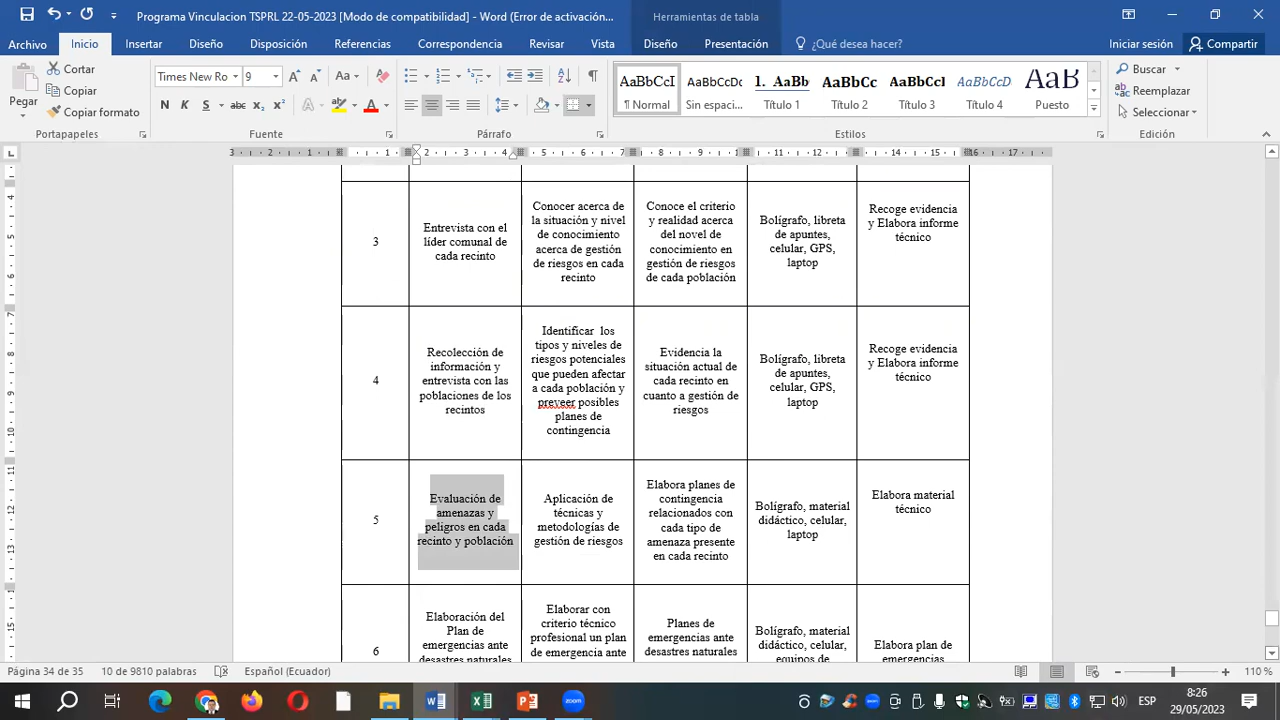 Programa Vinculacion TSPRL 22-05-2023 [Modo de compatibilidad] - Word (Error de activación...
Herramientas de tabla
Archivo
Inicio
Insertar
Diseño
Disposición
Referencias
Correspondencia
Revisar
Vista
Diseño
Presentación
¿Qué desea hacer?
Iniciar sesión
Compartir
Pegar
Cortar
Copiar
Copiar formato
Portapapeles
Times New Ro
9
Aa
N K S abc x₂ x²
Fuente
Párrafo
AaBbCcI
¶ Normal
AaBbCcDc
Sin espaci...
1. AaBb
Título 1
AaBbCc
Título 2
AaBbCcI
Título 3
AaBbCcD
Título 4
AaB
Puesto
Estilos
Buscar
Reemplazar
Seleccionar
Edición
3
Entrevista con el
líder comunal de
cada recinto
Conocer acerca de
la situación y nivel
de conocimiento
acerca de gestión
de riesgos en cada
recinto
Conoce el criterio
y realidad acerca
del novel de
conocimiento en
gestión de riesgos
de cada población
Bolígrafo, libreta
de apuntes,
celular, GPS,
laptop
Recoge evidencia
y Elabora informe
técnico
4
Recolección de
información y
entrevista con las
poblaciones de los
recintos
Identificar los
tipos y niveles de
riesgos potenciales
que pueden afectar
a cada población y
preveer posibles
planes de
contingencia
Evidencia la
situación actual de
cada recinto en
cuanto a gestión de
riesgos
Bolígrafo, libreta
de apuntes,
celular, GPS,
laptop
Recoge evidencia
y Elabora informe
técnico
5
Evaluación de
amenazas y
peligros en cada
recinto y población
Aplicación de
técnicas y
metodologías de
gestión de riesgos
Elabora planes de
contingencia
relacionados con
cada tipo de
amenaza presente
en cada recinto
Bolígrafo, material
didáctico, celular,
laptop
Elabora material
técnico
6
Elaboración del
Plan de
emergencias ante
desastres naturales
Elaborar con
criterio técnico
profesional un plan
de emergencia ante
Planes de
emergencias ante
desastres naturales
Bolígrafo, material
didáctico, celular,
equipos de
Elabora plan de
emergencias
Página 34 de 35
10 de 9810 palabras
Español (Ecuador)
110 %
zoom
ESP
8:26
29/05/2023